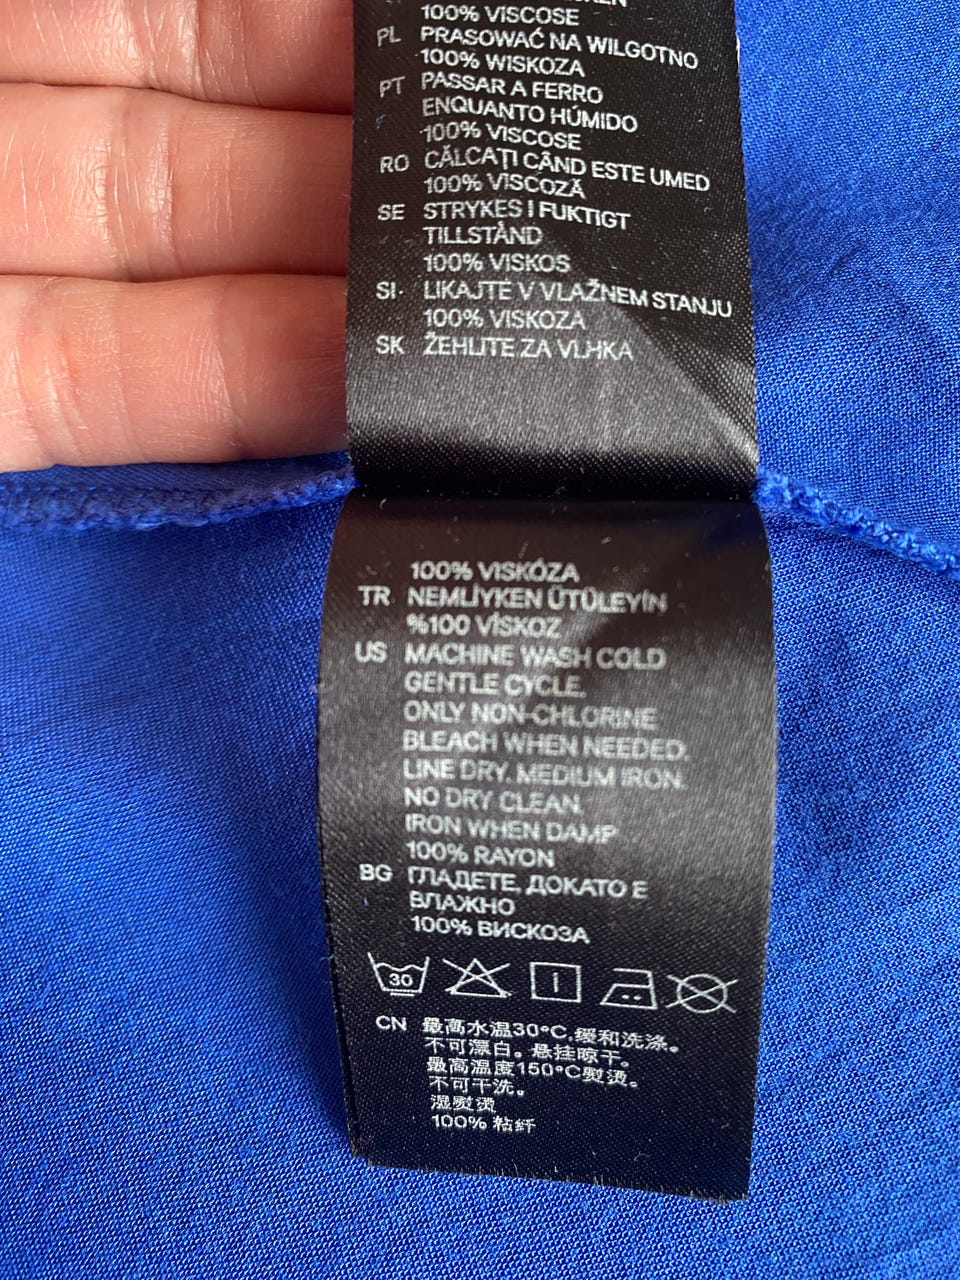 100% VISCOSE
PL PRASOWAĆ NA WILGOTNO
100% WISKOZA
PT PASSAR A FERRO
ENQUANTO HÚMIDO
100% VISCOSE
RO CĂLCAȚI CÂND ESTE UMED
100% VISCOZĂ
SE STRYKES I FUKTIGT
TILLSTÅND
100% VISKOS
SI LIKAJTE V VLAŽNEM STANJU
100% VISKOZA
SK ŽEHLITE ZA VLHKA
100% VISKÓZA
TR NEMLİYKEN ÜTÜLEYİN
%100 VİSKOZ
US MACHINE WASH COLD
GENTLE CYCLE.
ONLY NON-CHLORINE
BLEACH WHEN NEEDED.
LINE DRY. MEDIUM IRON.
NO DRY CLEAN.
IRON WHEN DAMP
100% RAYON
BG ГЛАДЕТЕ, ДОКАТО Е
ВЛАЖНО
100% ВИСКОЗА
30
CN 最高水温30°C,缓和洗涤。
不可漂白。悬挂晾干。
最高温度150°C熨烫。
不可干洗。
湿熨烫
100% 粘纤